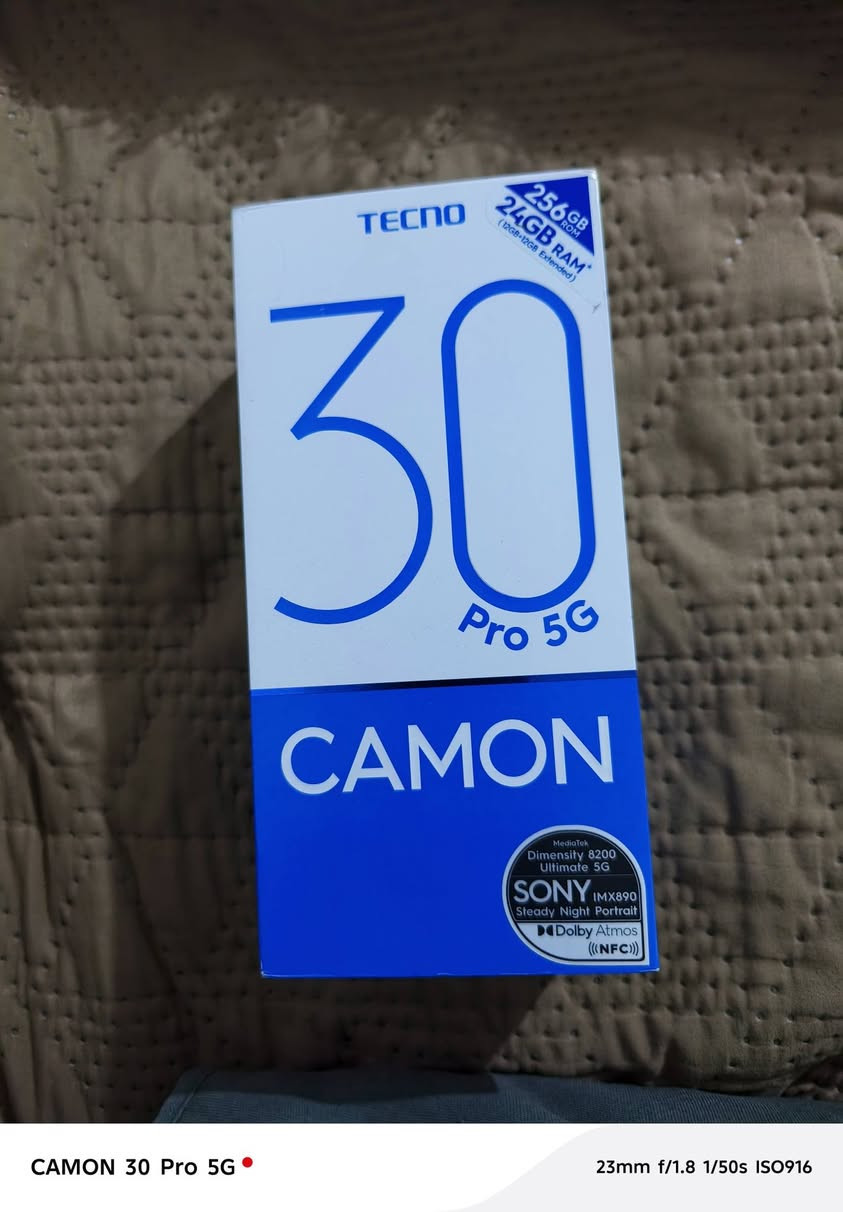 TECNO
256GB
ROM
24GB RAM*
(12GB+12GB Extended)
30
Pro 5G
CAMON
MediaTek
Dimensity 8200
Ultimate 5G
SONY IMX890
Steady Night Portrait
Dolby Atmos
(((NFC)))
CAMON 30 Pro 5G
23mm f/1.8 1/50s ISO916